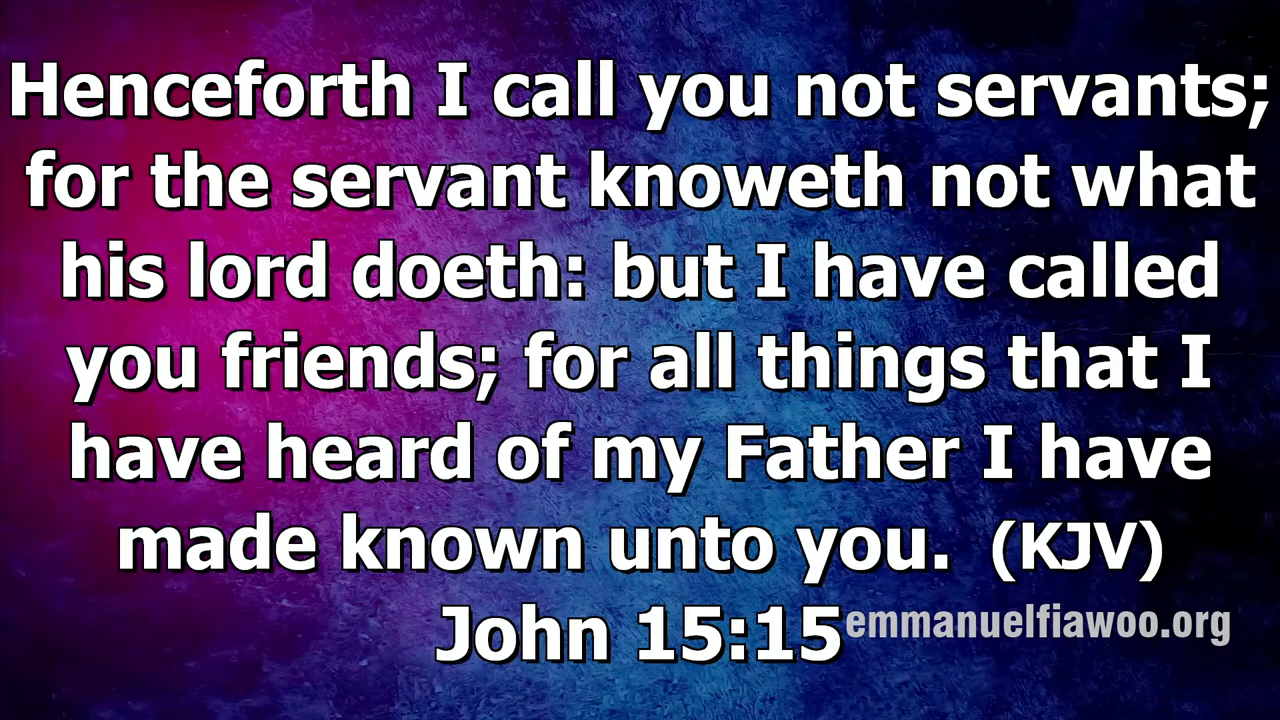 Henceforth I call you not servants;
for the servant knoweth not what
his lord doeth: but I have called
you friends; for all things that I
have heard of my Father I have
made known unto you. (KJV)
John 15:15
emmanuelfiawoo.org